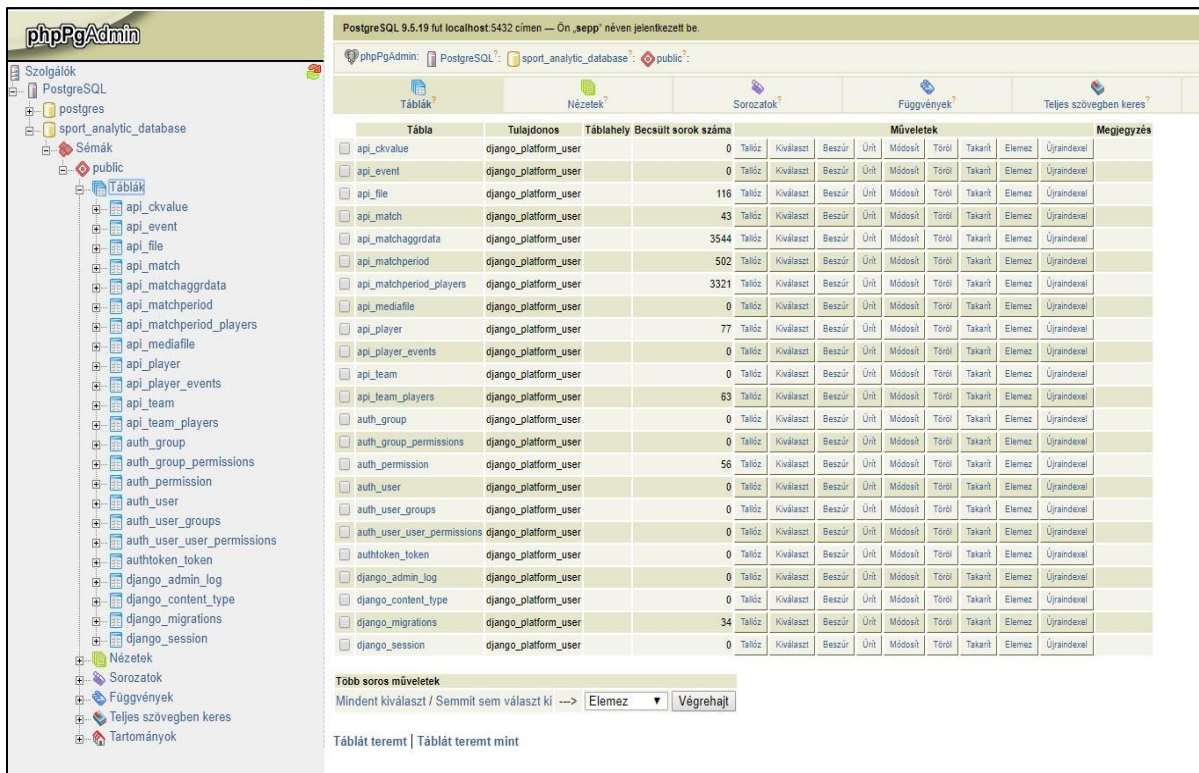 phpPgAdmin
Szolgálók
PostgreSQL
postgres
sport_analytic_database
Sémák
public
Táblák
api_ckvalue
api_event
api_file
api_match
api_matchaggrdata
api_matchperiod
api_matchperiod_players
api_mediafile
api_player
api_player_events
api_team
api_team_players
auth_group
auth_group_permissions
auth_permission
auth_user
auth_user_groups
auth_user_user_permissions
authtoken_token
django_admin_log
django_content_type
django_migrations
django_session
Nézetek
Sorozatok
Függvények
Teljes szövegben keres
Tartományok
PostgreSQL 9.5.19 fut localhost:5432 címen — Ön „sepp” néven jelentkezett be.
phpPgAdmin: PostgreSQL?: sport_analytic_database?: public?:
Táblák? Nézetek? Sorozatok? Függvények? Teljes szövegben keres?
Tábla Tulajdonos Táblahely Becsült sorok száma Műveletek Megjegyzés
api_ckvalue django_platform_user 0 Tallóz Kiválaszt Beszúr Ürít Módosít Töröl Takarít Elemez Újraindexel
api_event django_platform_user 0 Tallóz Kiválaszt Beszúr Ürít Módosít Töröl Takarít Elemez Újraindexel
api_file django_platform_user 116 Tallóz Kiválaszt Beszúr Ürít Módosít Töröl Takarít Elemez Újraindexel
api_match django_platform_user 43 Tallóz Kiválaszt Beszúr Ürít Módosít Töröl Takarít Elemez Újraindexel
api_matchaggrdata django_platform_user 3544 Tallóz Kiválaszt Beszúr Ürít Módosít Töröl Takarít Elemez Újraindexel
api_matchperiod django_platform_user 502 Tallóz Kiválaszt Beszúr Ürít Módosít Töröl Takarít Elemez Újraindexel
api_matchperiod_players django_platform_user 3321 Tallóz Kiválaszt Beszúr Ürít Módosít Töröl Takarít Elemez Újraindexel
api_mediafile django_platform_user 0 Tallóz Kiválaszt Beszúr Ürít Módosít Töröl Takarít Elemez Újraindexel
api_player django_platform_user 77 Tallóz Kiválaszt Beszúr Ürít Módosít Töröl Takarít Elemez Újraindexel
api_player_events django_platform_user 0 Tallóz Kiválaszt Beszúr Ürít Módosít Töröl Takarít Elemez Újraindexel
api_team django_platform_user 0 Tallóz Kiválaszt Beszúr Ürít Módosít Töröl Takarít Elemez Újraindexel
api_team_players django_platform_user 63 Tallóz Kiválaszt Beszúr Ürít Módosít Töröl Takarít Elemez Újraindexel
auth_group django_platform_user 0 Tallóz Kiválaszt Beszúr Ürít Módosít Töröl Takarít Elemez Újraindexel
auth_group_permissions django_platform_user 0 Tallóz Kiválaszt Beszúr Ürít Módosít Töröl Takarít Elemez Újraindexel
auth_permission django_platform_user 56 Tallóz Kiválaszt Beszúr Ürít Módosít Töröl Takarít Elemez Újraindexel
auth_user django_platform_user 0 Tallóz Kiválaszt Beszúr Ürít Módosít Töröl Takarít Elemez Újraindexel
auth_user_groups django_platform_user 0 Tallóz Kiválaszt Beszúr Ürít Módosít Töröl Takarít Elemez Újraindexel
auth_user_user_permissions django_platform_user 0 Tallóz Kiválaszt Beszúr Ürít Módosít Töröl Takarít Elemez Újraindexel
authtoken_token django_platform_user 0 Tallóz Kiválaszt Beszúr Ürít Módosít Töröl Takarít Elemez Újraindexel
django_admin_log django_platform_user 0 Tallóz Kiválaszt Beszúr Ürít Módosít Töröl Takarít Elemez Újraindexel
django_content_type django_platform_user 0 Tallóz Kiválaszt Beszúr Ürít Módosít Töröl Takarít Elemez Újraindexel
django_migrations django_platform_user 34 Tallóz Kiválaszt Beszúr Ürít Módosít Töröl Takarít Elemez Újraindexel
django_session django_platform_user 0 Tallóz Kiválaszt Beszúr Ürít Módosít Töröl Takarít Elemez Újraindexel
Több soros műveletek
Mindent kiválaszt / Semmit sem választ ki ---> Elemez Végrehajt
Táblát teremt | Táblát teremt mint